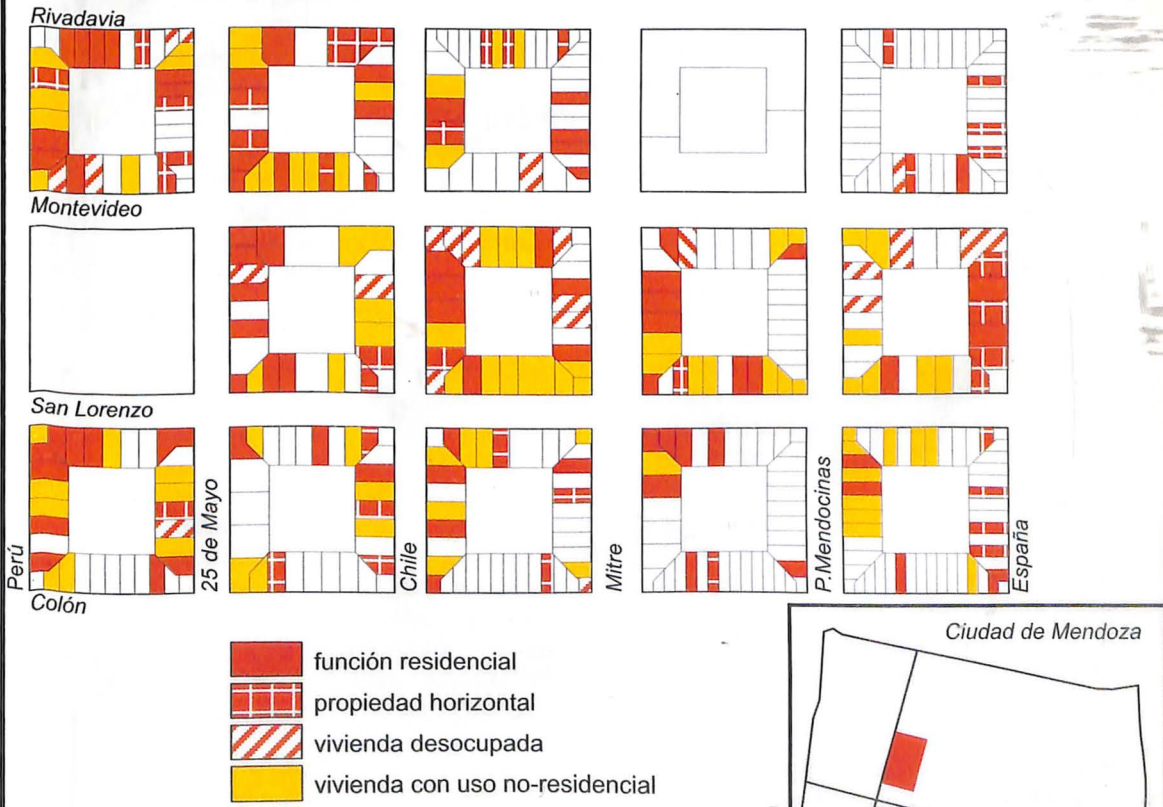 Rivadavia
Montevideo
San Lorenzo
Perú
25 de Mayo
Chile
Mitre
P.Mendocinas
España
Colón
función residencial
propiedad horizontal
vivienda desocupada
vivienda con uso no-residencial
Ciudad de Mendoza